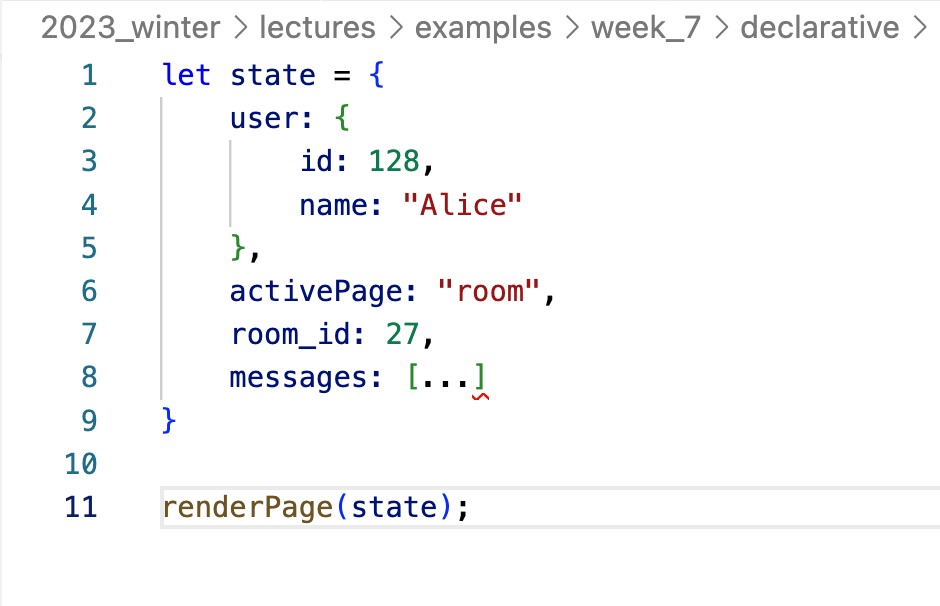 2023_winter > lectures > examples > week_7 > declarative >
1 let state = {
2     user: {
3         id: 128,
4         name: "Alice"
5     },
6     activePage: "room",
7     room_id: 27,
8     messages: [...]
9 }
10
11 renderPage(state);